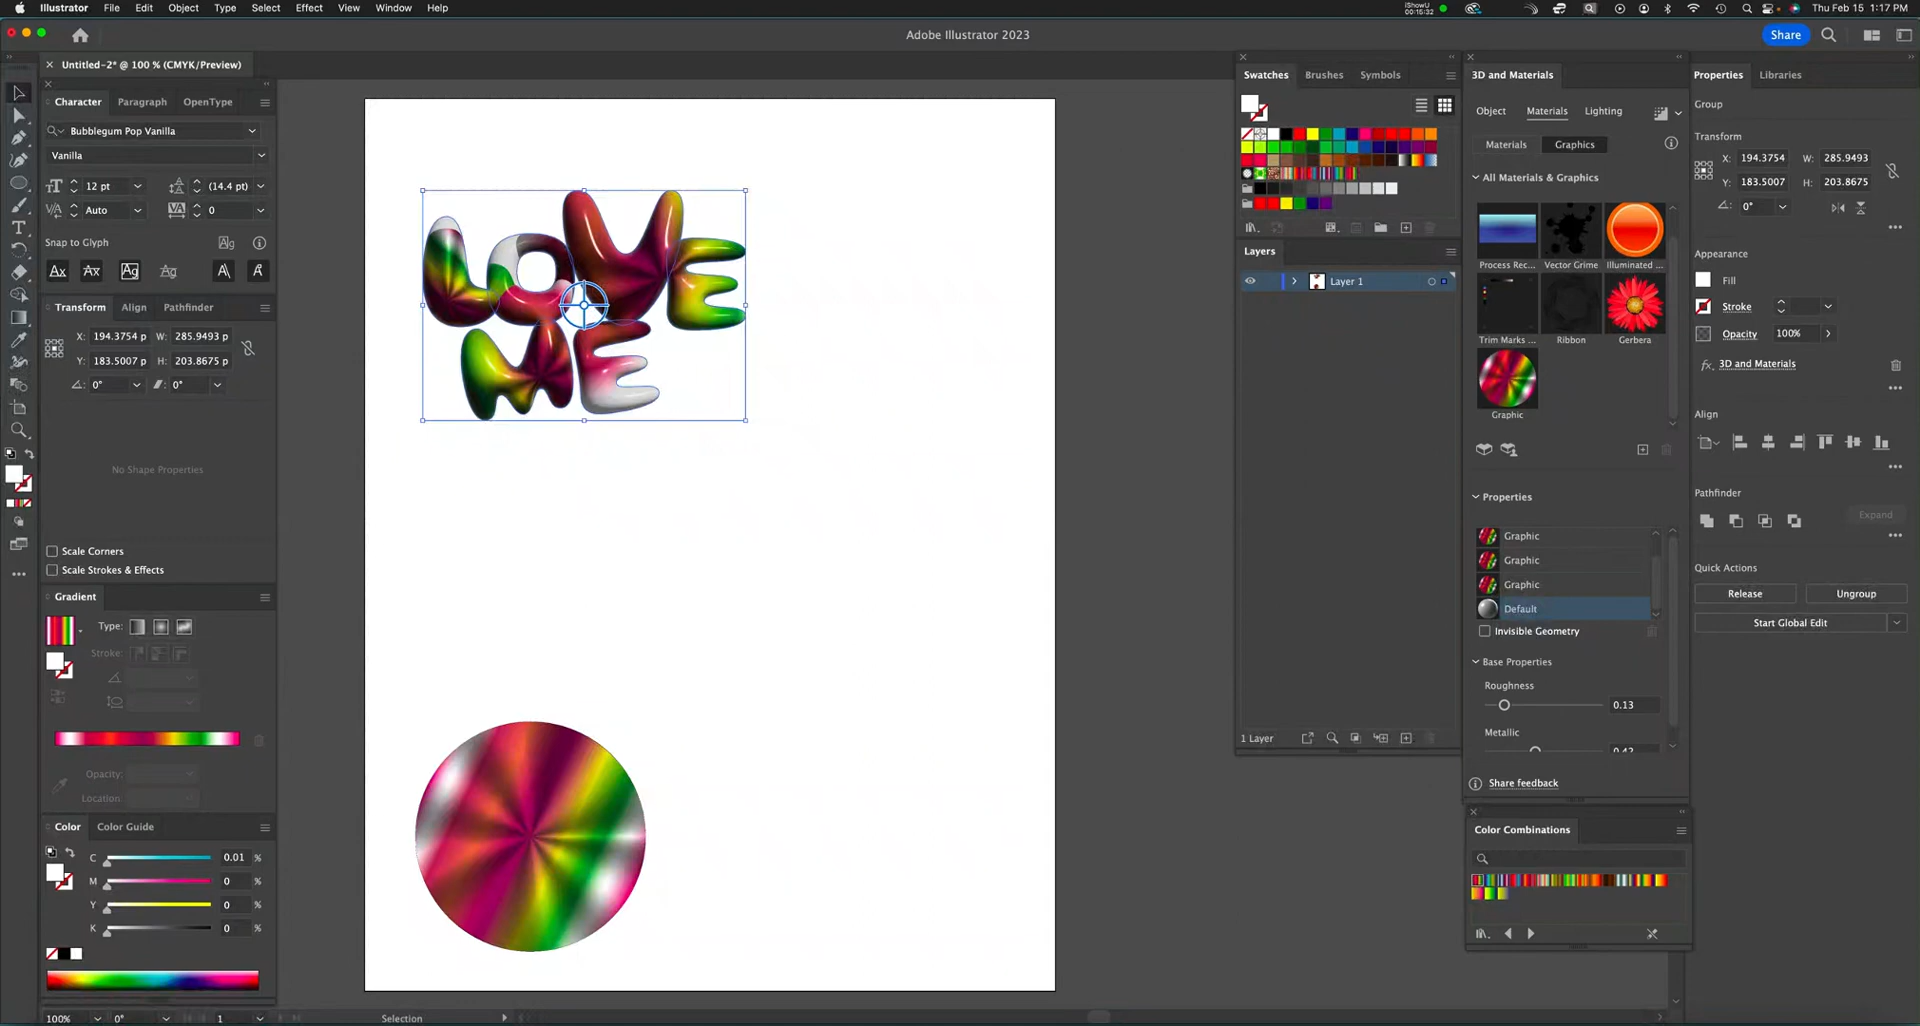 Illustrator File Edit Object Type Select Effect View Window Help
iShowU
00:15:32
Thu Feb 15 1:17 PM
Adobe Illustrator 2023
Share
Untitled-2* @ 100 % (CMYK/Preview)
Character Paragraph OpenType
Bubblegum Pop Vanilla
Vanilla
12 pt (14.4 pt)
Auto 0
Snap to Glyph
Transform Align Pathfinder
X: 194.3754 p W: 285.9493 p
Y: 183.5007 p H: 203.8675 p
0° 0°
No Shape Properties
Scale Corners
Scale Strokes & Effects
Gradient
Type:
Stroke:
Opacity:
Location:
Color Color Guide
C 0.01 %
M 0 %
Y 0 %
K 0 %
100% 0° 1 Selection
LOVE
ME
Swatches Brushes Symbols
Layers
Layer 1
1 Layer
3D and Materials
Object Materials Lighting
Materials Graphics
All Materials & Graphics
Process Rec... Vector Grime Illuminated ...
Trim Marks ... Ribbon Gerbera
Graphic
Properties
Graphic
Graphic
Graphic
Default
Invisible Geometry
Base Properties
Roughness
0.13
Metallic
0.42
Share feedback
Color Combinations
Properties Libraries
Group
Transform
X: 194.3754 W: 285.9493
Y: 183.5007 H: 203.8675
0°
Appearance
Fill
Stroke
Opacity 100%
fx 3D and Materials
Align
Pathfinder
Expand
Quick Actions
Release Ungroup
Start Global Edit